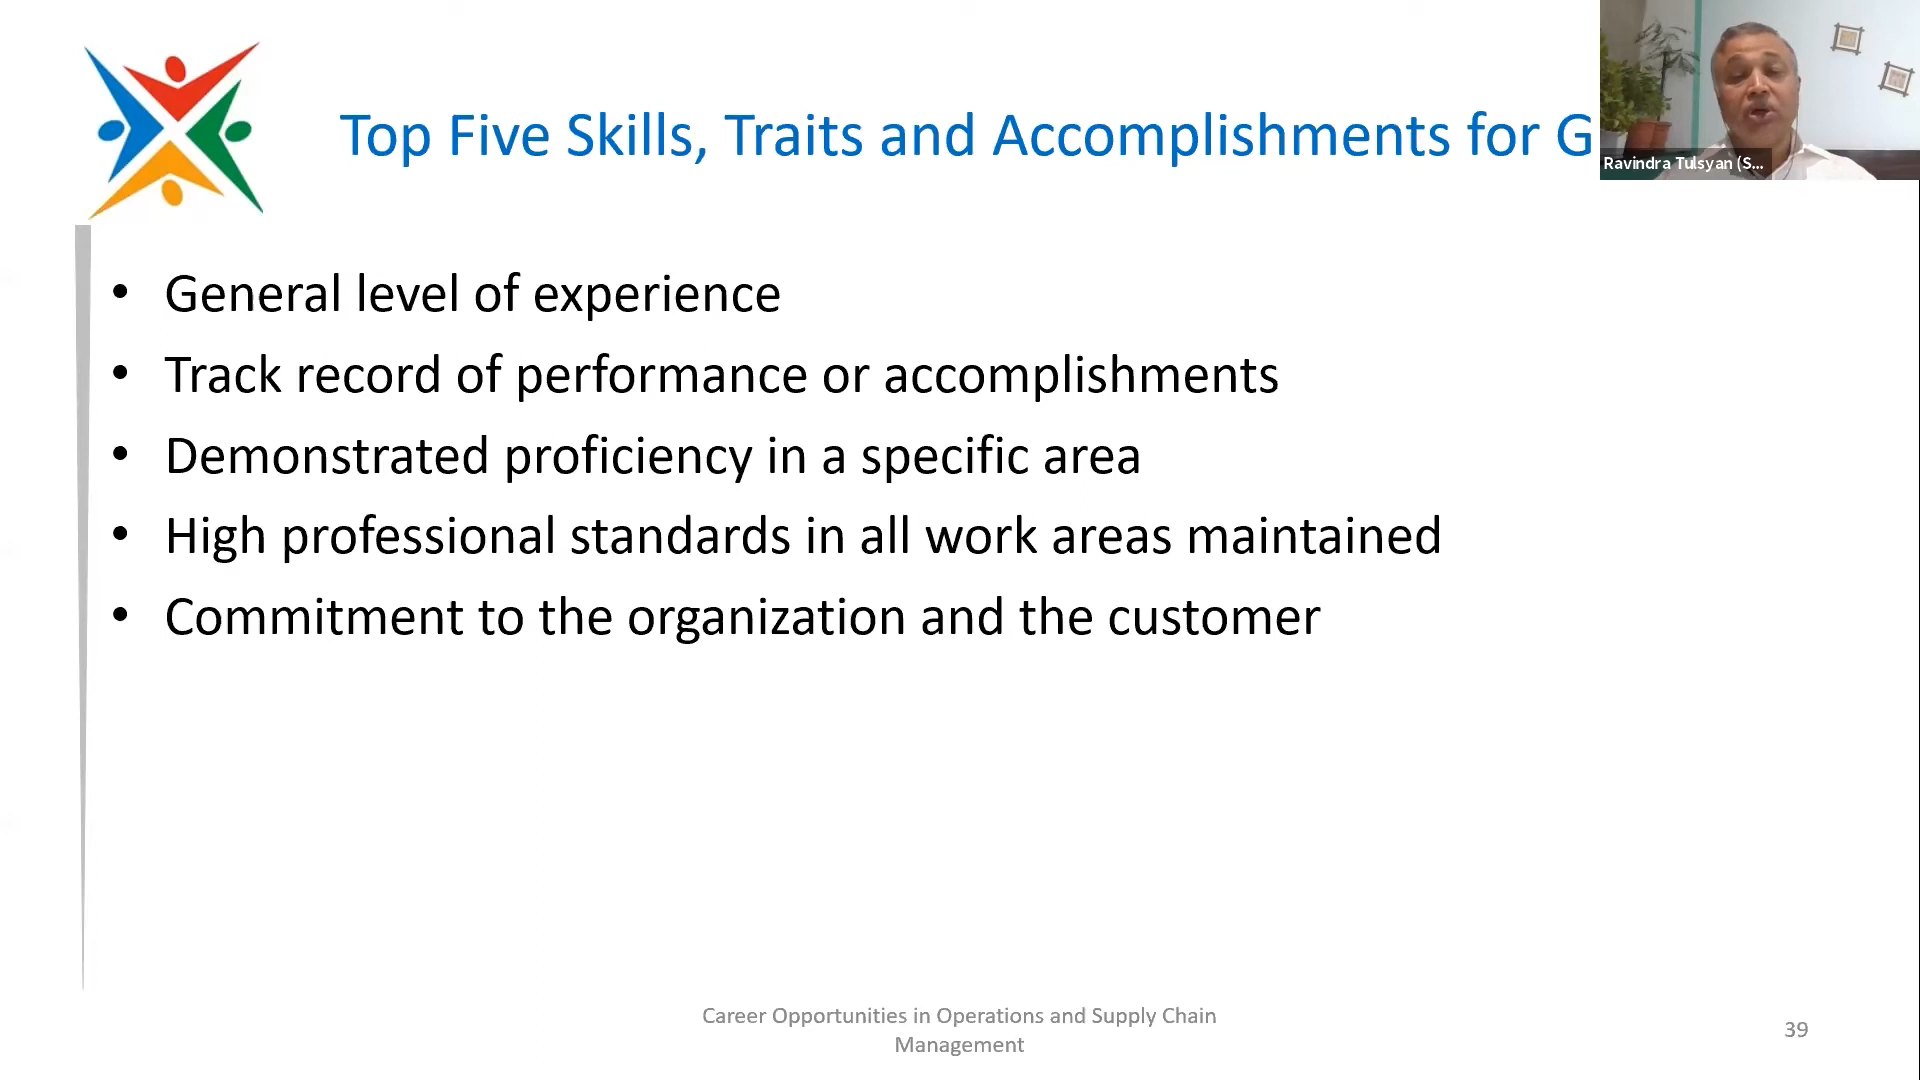 Top Five Skills, Traits and Accomplishments for G
Ravindra Tulsyan (S...
• General level of experience
• Track record of performance or accomplishments
• Demonstrated proficiency in a specific area
• High professional standards in all work areas maintained
• Commitment to the organization and the customer
Career Opportunities in Operations and Supply Chain
Management
39